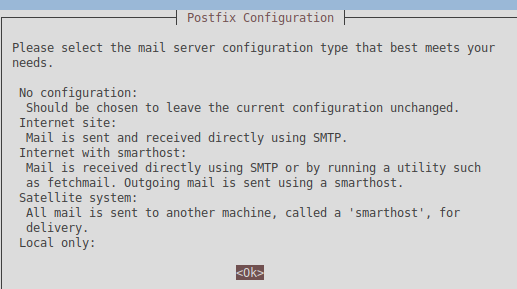 Postfix Configuration
Please select the mail server configuration type that best meets your
needs.
No configuration:
Should be chosen to leave the current configuration unchanged.
Internet site:
Mail is sent and received directly using SMTP.
Internet with smarthost:
Mail is received directly using SMTP or by running a utility such
as fetchmail. Outgoing mail is sent using a smarthost.
Satellite system:
All mail is sent to another machine, called a 'smarthost', for
delivery.
Local only:
<Ok>